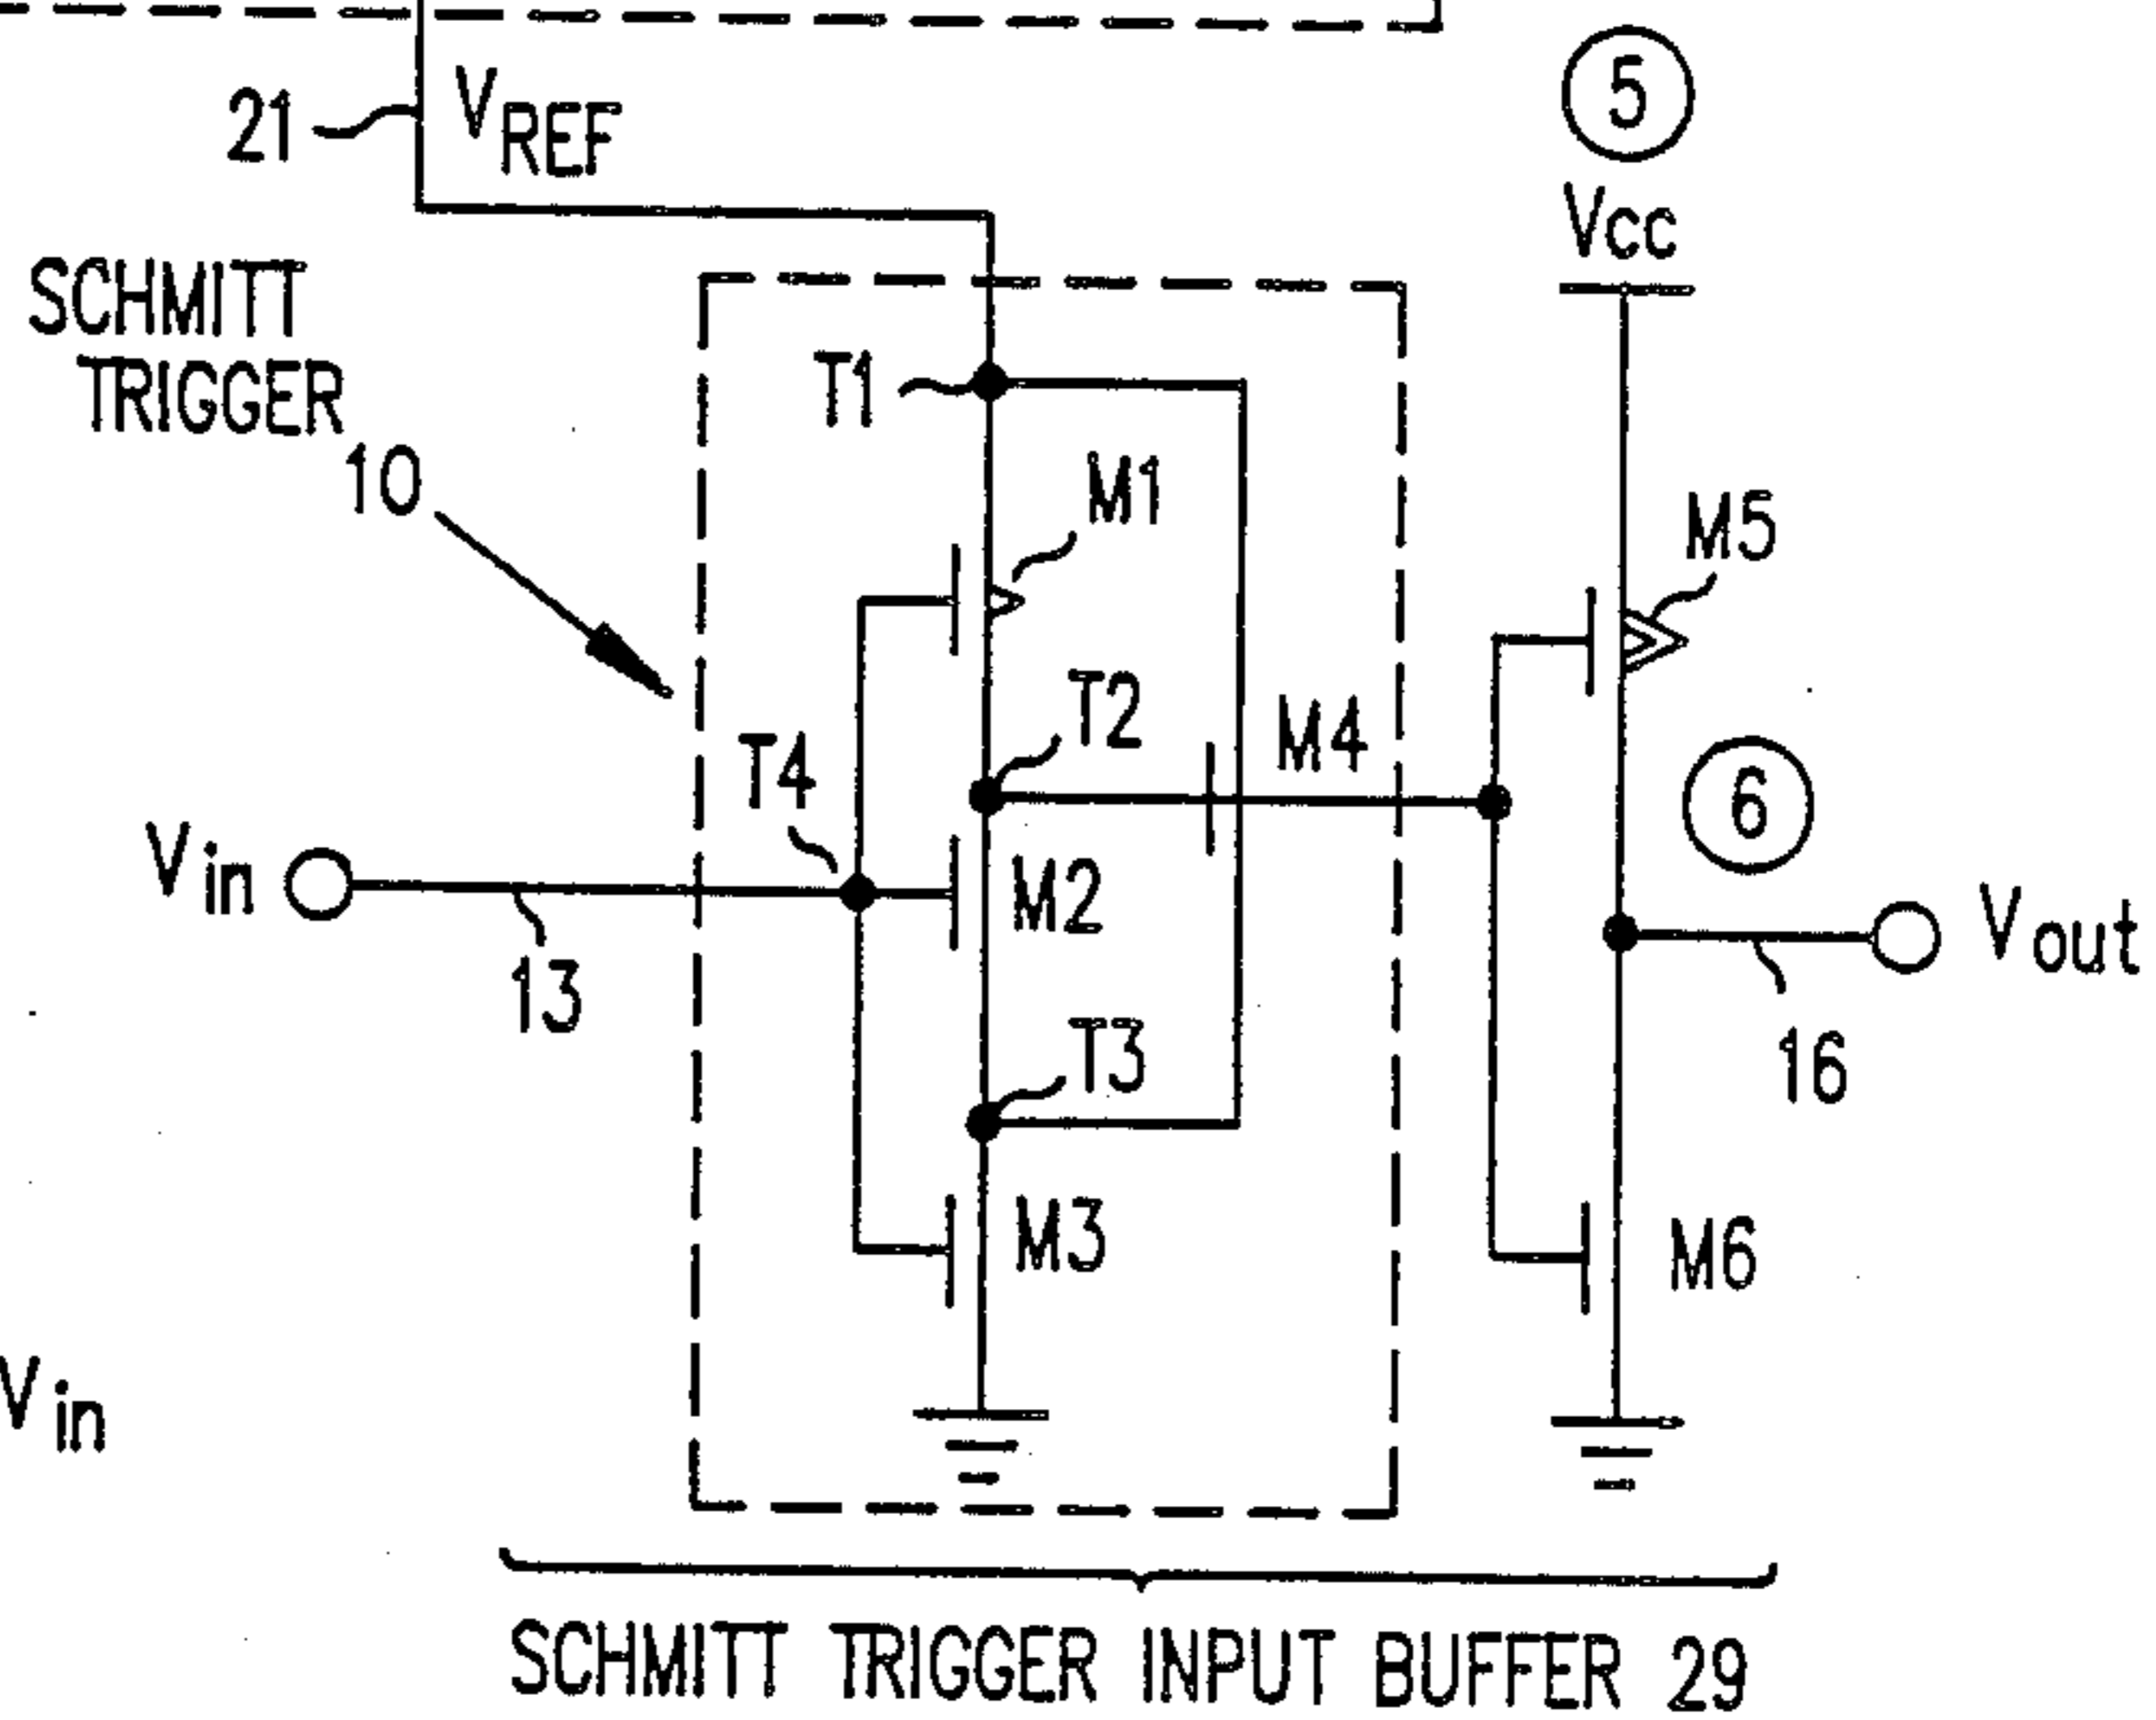 5
21
VREF
Vcc
SCHMITT
TRIGGER
10
T1
M1
M5
T2
M4
T4
6
Vin
M2
Vout
13
T3
16
M3
M6
Vin
SCHMITT TRIGGER INPUT BUFFER 29